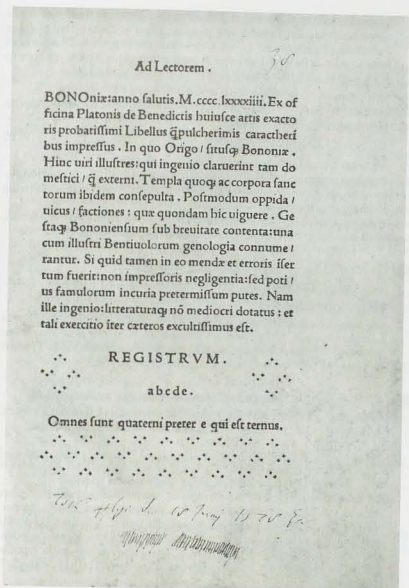 Ad Lectorem .
BONOniæ:anno salutis.M.cccc.lxxxxiiii.Ex of
ficina Platonis de Benedictis huiusce artis exacto
ris probatissimi Libellus q̃pulcherimis caractheri
bus impressus . In quo Origo / situsqꝫ Bononiæ .
Hinc uiri illustres:qui ingenio claruerint tam do
mestici / q̃ externi. Templa quoqꝫ ac corpora sanc
torum ibidem consepulta . Postmodum oppida /
uicus / factiones : quæ quondam hic uiguere . Ge
staqꝫ Bononiensium sub breuitate contenta:una
cum illustri Bentiuolorum genologia connume /
rantur. Si quid tamen in eo mendæ et erroris iser
tum fuerit:non impressoris negligentia:sed poti /
us famulorum incuria pretermissum putes. Nam
ille ingenio:litteraturaqꝫ nõ mediocri dotatus : et
tali exercitio iter cæteros excultissimus est.
REGISTRVM.
abcde.
Omnes sunt quaterni preter e qui est ternus.